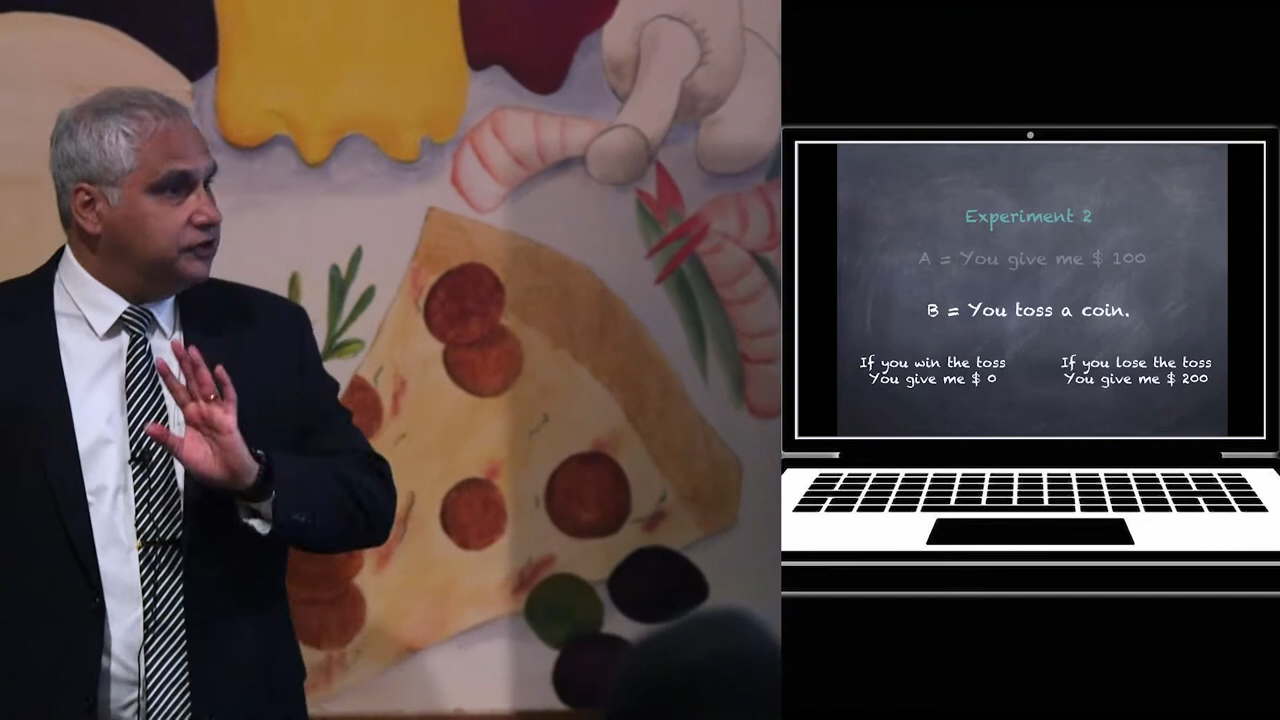 Experiment 2
A = You give me $ 100
B = You toss a coin.
If you win the toss
You give me $ 0
If you lose the toss
You give me $ 200